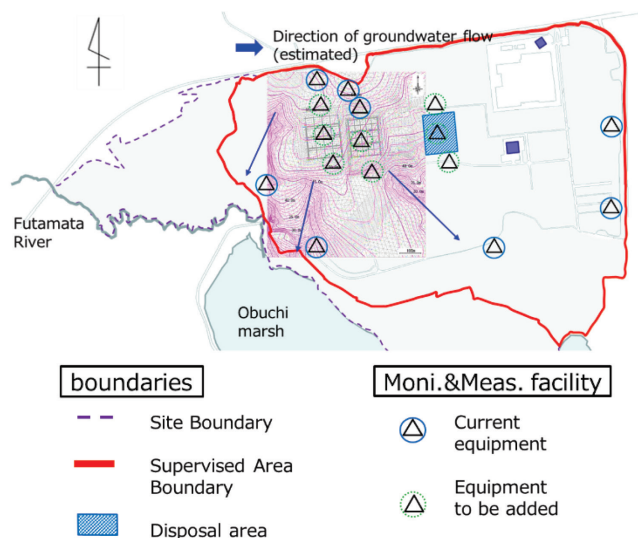 Direction of groundwater flow
(estimated)
Futamata
River
Obuchi
marsh
boundaries
Site Boundary
Supervised Area
Boundary
Disposal area
Moni.&Meas. facility
Current
equipment
Equipment
to be added